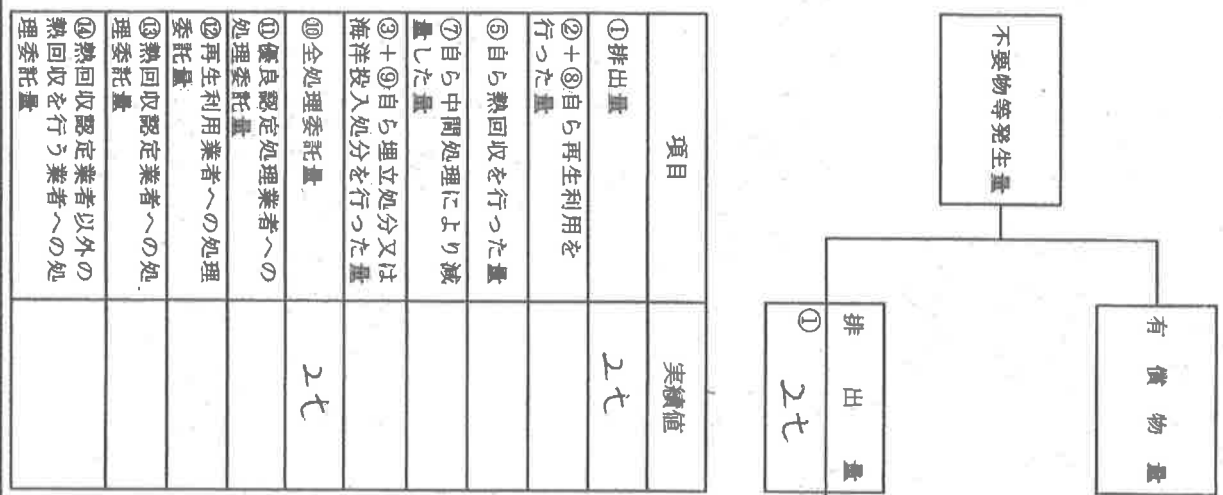 不要物等発生量
有償物量
排出量
① 2t
項目 実績値
①排出量 2t
②+⑧自ら再生利用を
行った量
⑤自ら熱回収を行った量
⑦自ら中間処理により減
量した量
③+⑨自ら埋立処分又は
海洋投入処分を行った量
⑩全処理委託量 2t
⑪優良認定処理業者への
処理委託量
⑫再生利用業者への処理
委託量
⑬熱回収認定業者への処
理委託量
⑭熱回収認定業者以外の
熱回収を行う業者への処
理委託量